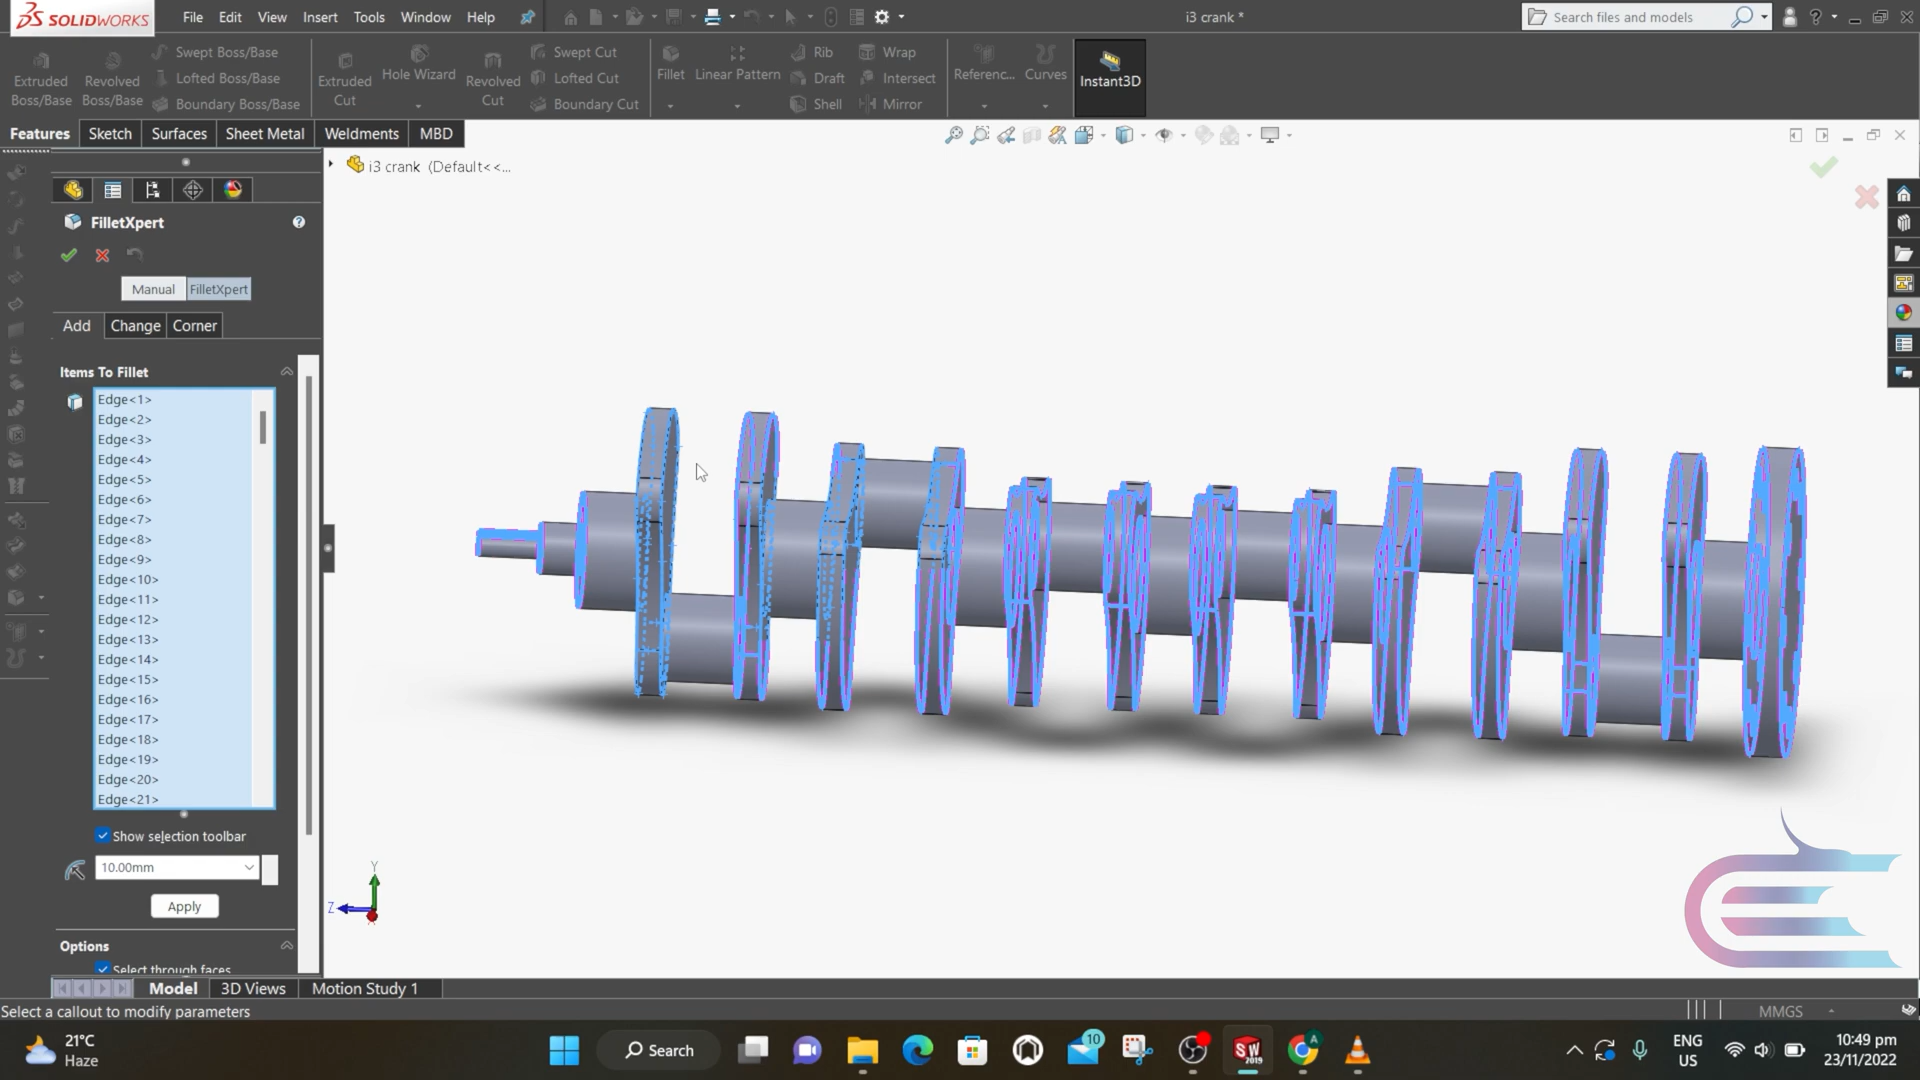 SOLIDWORKS
File Edit View Insert Tools Window Help
i3 crank *
Search files and models
Extruded Boss/Base
Revolved Boss/Base
Swept Boss/Base
Lofted Boss/Base
Boundary Boss/Base
Extruded Cut
Hole Wizard
Revolved Cut
Swept Cut
Lofted Cut
Boundary Cut
Fillet
Linear Pattern
Rib
Draft
Shell
Wrap
Intersect
Mirror
Referenc...
Curves
Instant3D
Features Sketch Surfaces Sheet Metal Weldments MBD
i3 crank (Default<<...
FilletXpert
Manual FilletXpert
Add Change Corner
Items To Fillet
Edge<1>
Edge<2>
Edge<3>
Edge<4>
Edge<5>
Edge<6>
Edge<7>
Edge<8>
Edge<9>
Edge<10>
Edge<11>
Edge<12>
Edge<13>
Edge<14>
Edge<15>
Edge<16>
Edge<17>
Edge<18>
Edge<19>
Edge<20>
Edge<21>
Show selection toolbar
10.00mm
Apply
Options
Select through faces
Y
Z
Model 3D Views Motion Study 1
Select a callout to modify parameters
MMGS
21°C
Haze
Search
10
A
SW
2019
ENG
US
10:49 pm
23/11/2022